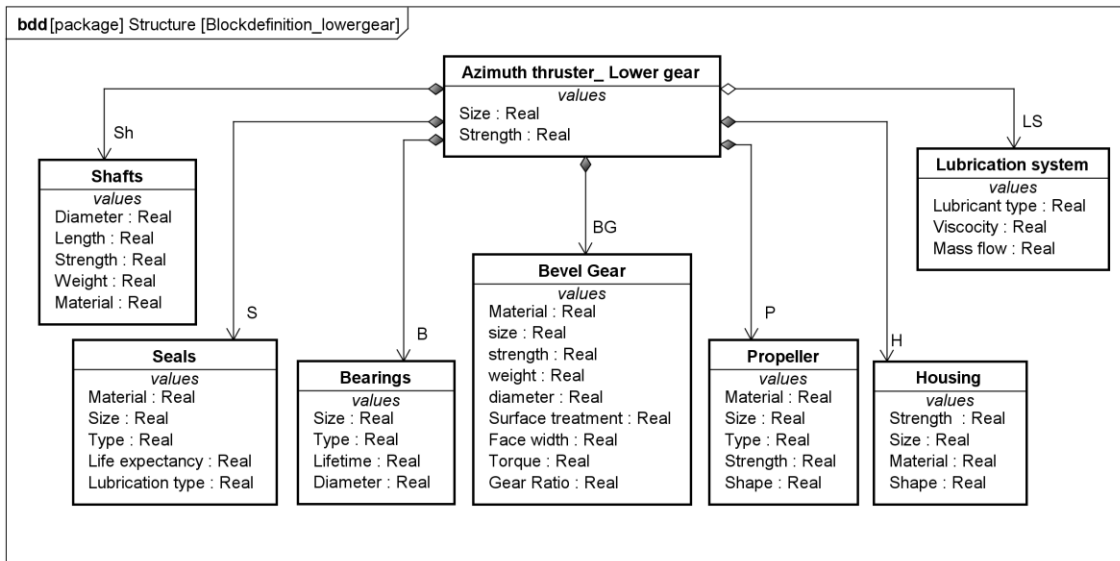 bdd [package] Structure [Blockdefinition_lowergear]
Azimuth thruster_ Lower gear
values
Size : Real
Strength : Real
Sh
LS
Shafts
values
Diameter : Real
Length : Real
Strength : Real
Weight : Real
Material : Real
Lubrication system
values
Lubricant type : Real
Viscocity : Real
Mass flow : Real
BG
Bevel Gear
values
Material : Real
size : Real
strength : Real
weight : Real
diameter : Real
Surface treatment : Real
Face width : Real
Torque : Real
Gear Ratio : Real
S
Seals
values
Material : Real
Size : Real
Type : Real
Life expectancy : Real
Lubrication type : Real
B
Bearings
values
Size : Real
Type : Real
Lifetime : Real
Diameter : Real
P
Propeller
values
Material : Real
Size : Real
Type : Real
Strength : Real
Shape : Real
H
Housing
values
Strength  : Real
Size : Real
Material : Real
Shape : Real